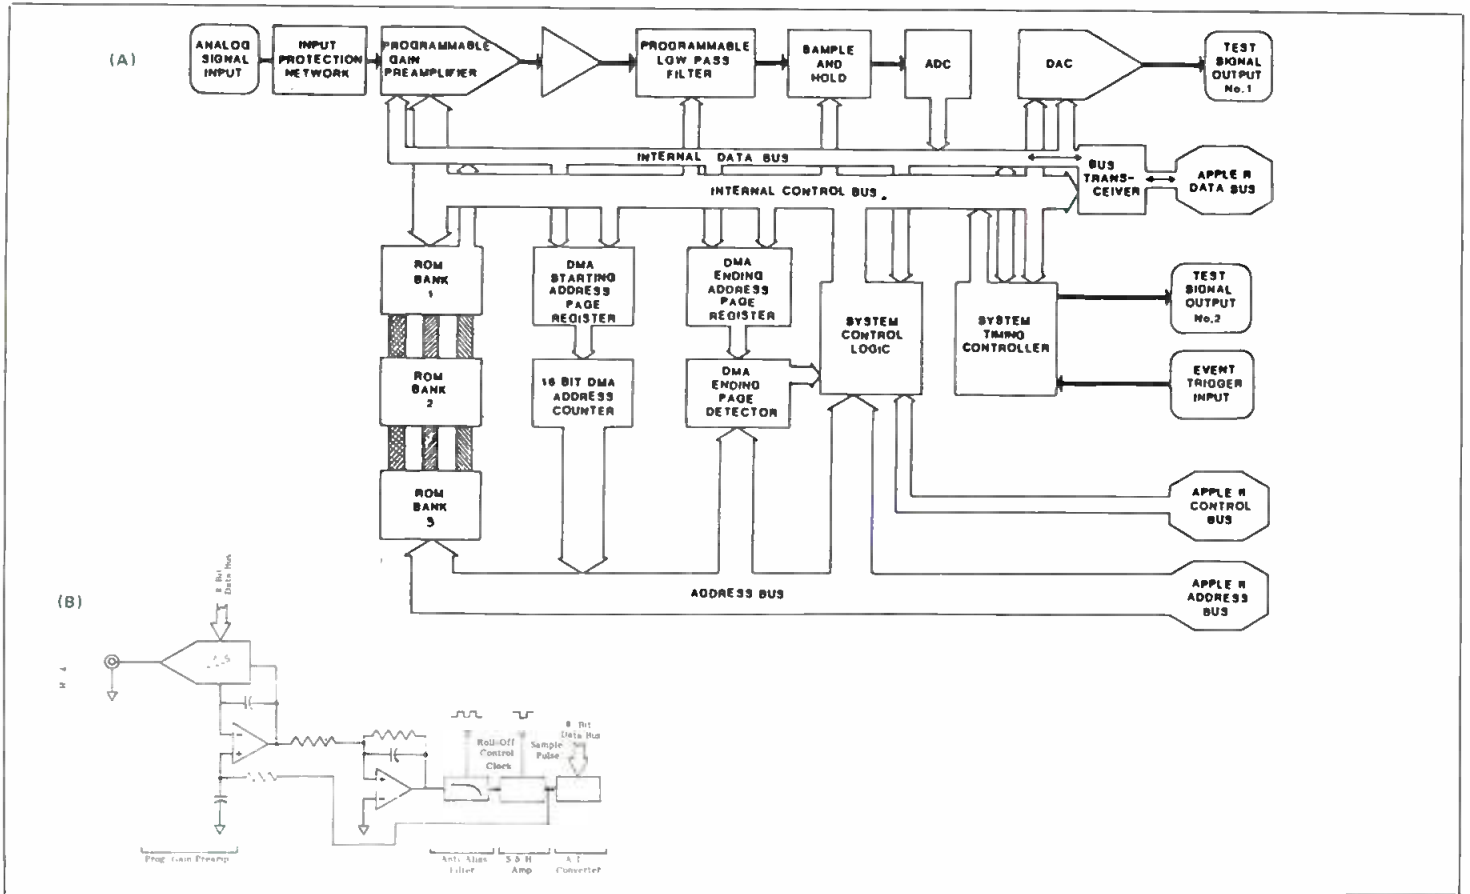 (A)
ANALOG
SIGNAL
INPUT
INPUT
PROTECTION
NETWORK
PROGRAMMABLE
GAIN
PREAMPLIFIER
PROGRAMMABLE
LOW PASS
FILTER
SAMPLE
AND
HOLD
ADC
DAC
TEST
SIGNAL
OUTPUT
No.1
INTERNAL DATA BUS
BUS
TRANS-
CEIVER
APPLE II
DATA BUS
INTERNAL CONTROL BUS
ROM
BANK
1
DMA
STARTING
ADDRESS
PAGE
REGISTER
DMA
ENDING
ADDRESS
PAGE
REGISTER
SYSTEM
CONTROL
LOGIC
SYSTEM
TIMING
CONTROLLER
TEST
SIGNAL
OUTPUT
No.2
ROM
BANK
2
16 BIT DMA
ADDRESS
COUNTER
DMA
ENDING
PAGE
DETECTOR
EVENT
TRIGGER
INPUT
ROM
BANK
3
APPLE II
CONTROL
BUS
ADDRESS BUS
APPLE II
ADDRESS
BUS
(B)
8 Bit
Data Bus
Roll-Off
Control
Clock
Sample
Pulse
8 Bit
Data Bus
Prog. Gain Preamp
Anti Alias
Filter
S & H
Amp
Converter